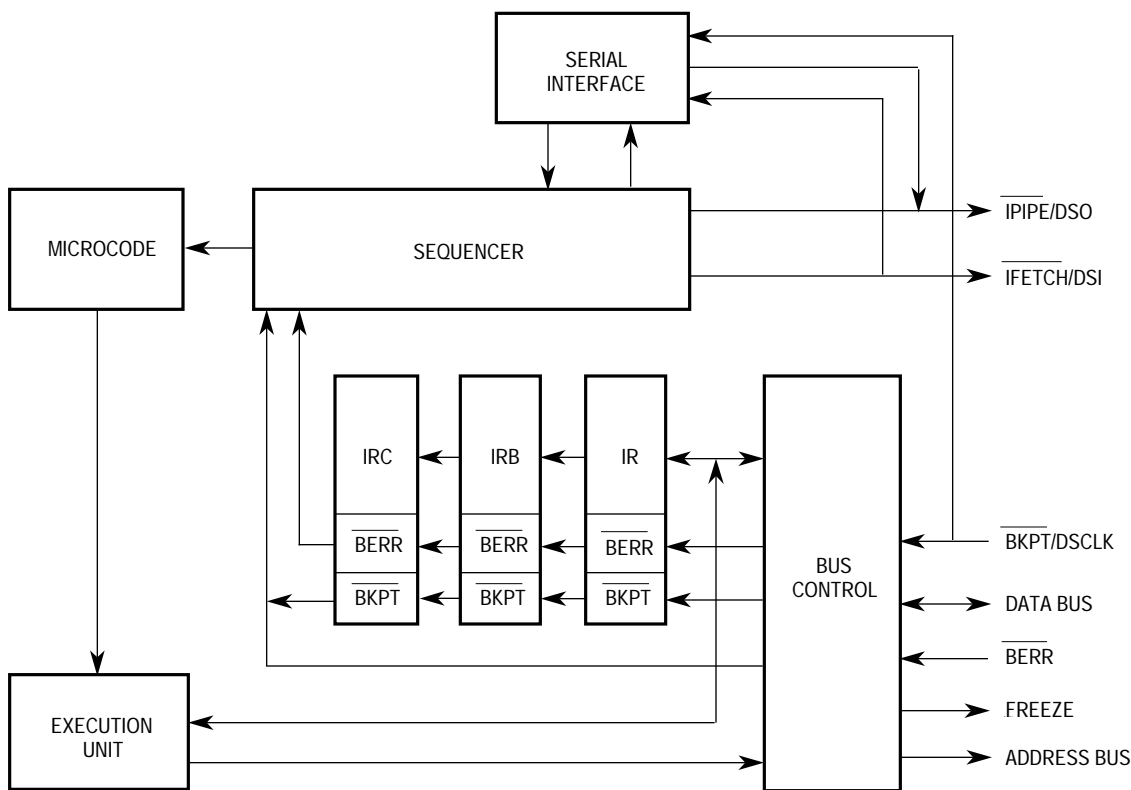 SERIAL
INTERFACE
MICROCODE
SEQUENCER
IPIPE/DSO
IFETCH/DSI
IRC
IRB
IR
BERR
BERR
BERR
BKPT
BKPT
BKPT
BUS
CONTROL
BKPT/DSCLK
DATA BUS
BERR
FREEZE
ADDRESS BUS
EXECUTION
UNIT